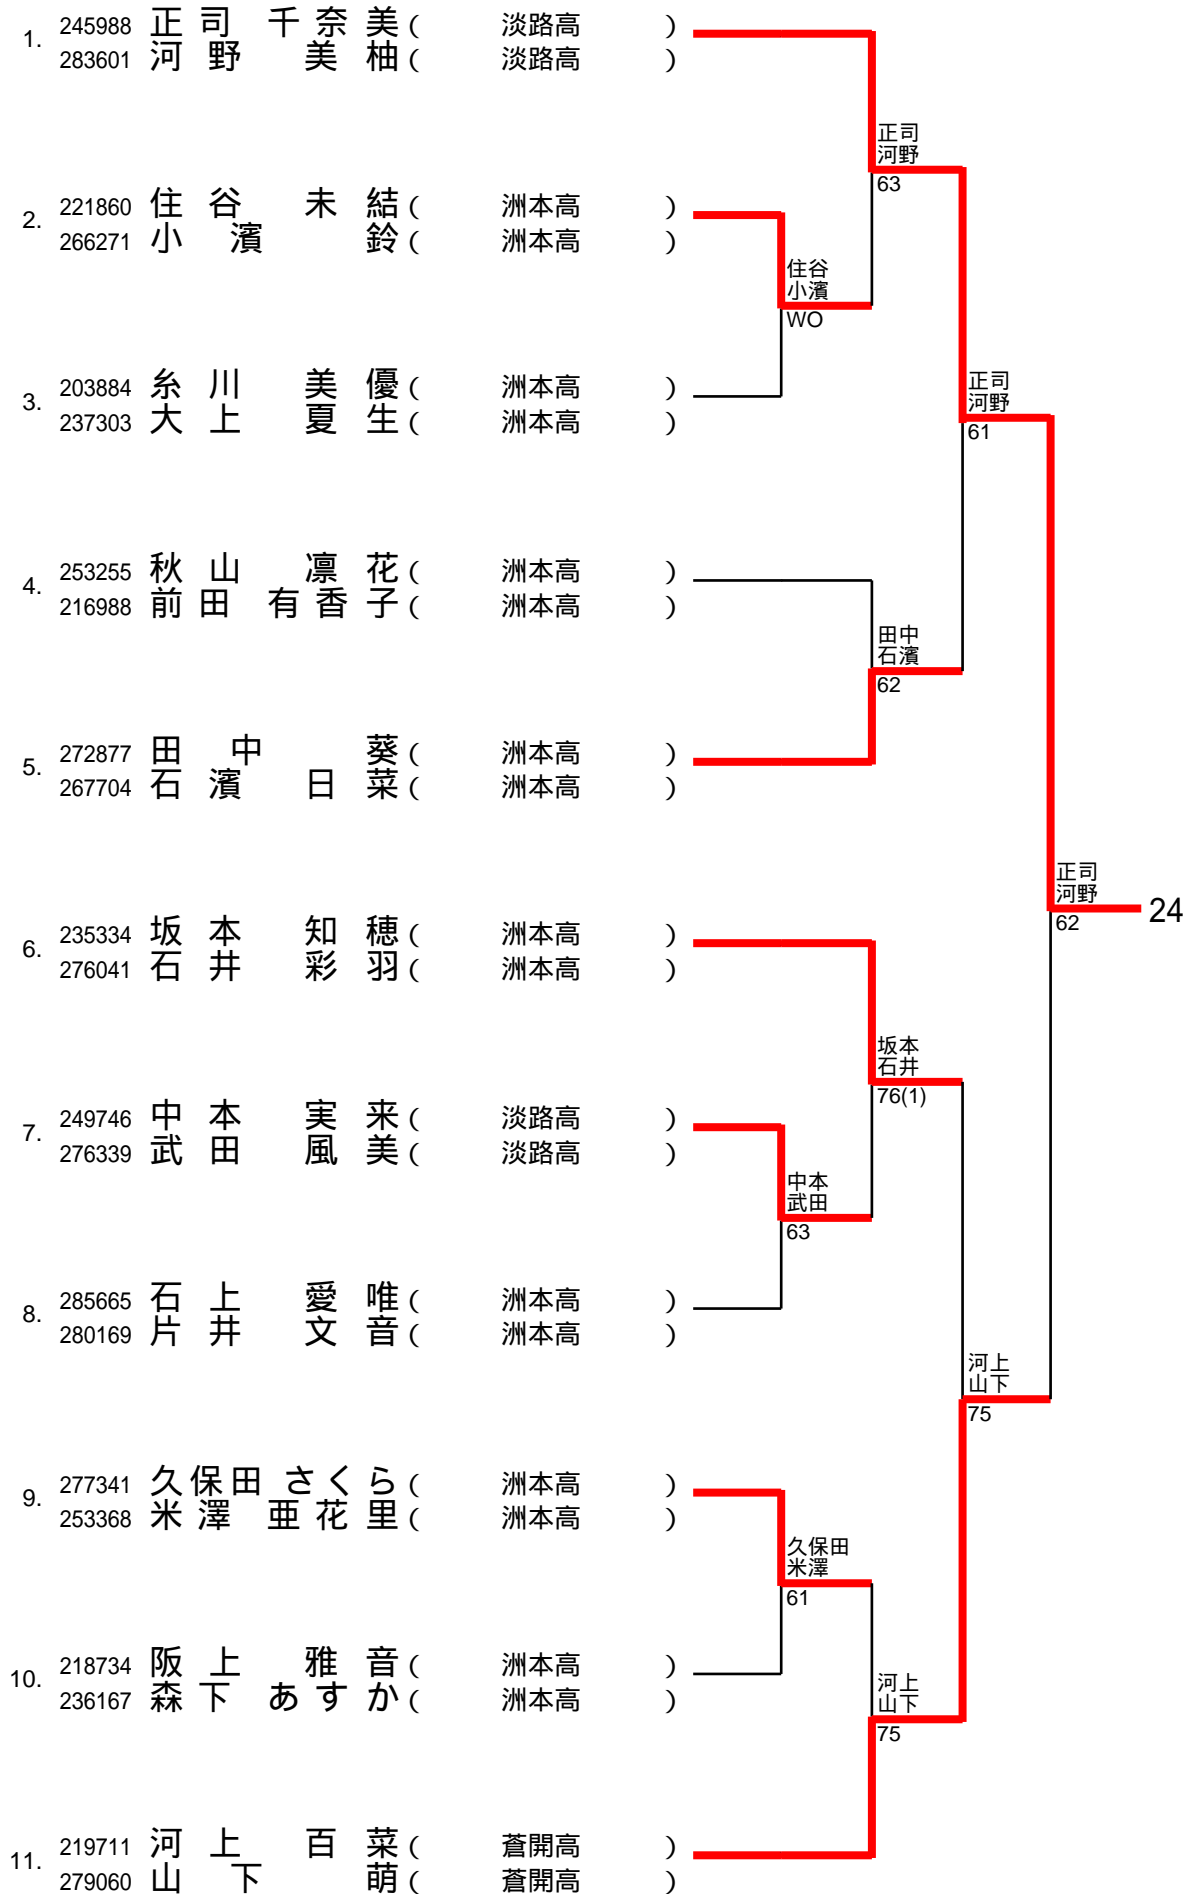 1. 245988 正司 千奈美 ( 淡路高 )
283601 河野 美柚 ( 淡路高 )
正司
河野
63
2. 221860 住谷 未結 ( 洲本高 )
266271 小濱 鈴 ( 洲本高 )
住谷
小濱
WO
3. 203884 糸川 美優 ( 洲本高 )
237303 大上 夏生 ( 洲本高 )
正司
河野
61
4. 253255 秋山 凛花 ( 洲本高 )
216988 前田 有香子 ( 洲本高 )
田中
石濱
62
5. 272877 田中 葵 ( 洲本高 )
267704 石濱 日菜 ( 洲本高 )
正司
河野
62
24
6. 235334 坂本 知穂 ( 洲本高 )
276041 石井 彩羽 ( 洲本高 )
坂本
石井
76(1)
7. 249746 中本 実来 ( 淡路高 )
276339 武田 風美 ( 淡路高 )
中本
武田
63
8. 285665 石上 愛唯 ( 洲本高 )
280169 片井 文音 ( 洲本高 )
河上
山下
75
9. 277341 久保田 さくら ( 洲本高 )
253368 米澤 亜花里 ( 洲本高 )
久保田
米澤
61
10. 218734 阪上 雅音 ( 洲本高 )
236167 森下 あすか ( 洲本高 )
河上
山下
75
11. 219711 河上 百菜 ( 蒼開高 )
279060 山下 萌 ( 蒼開高 )